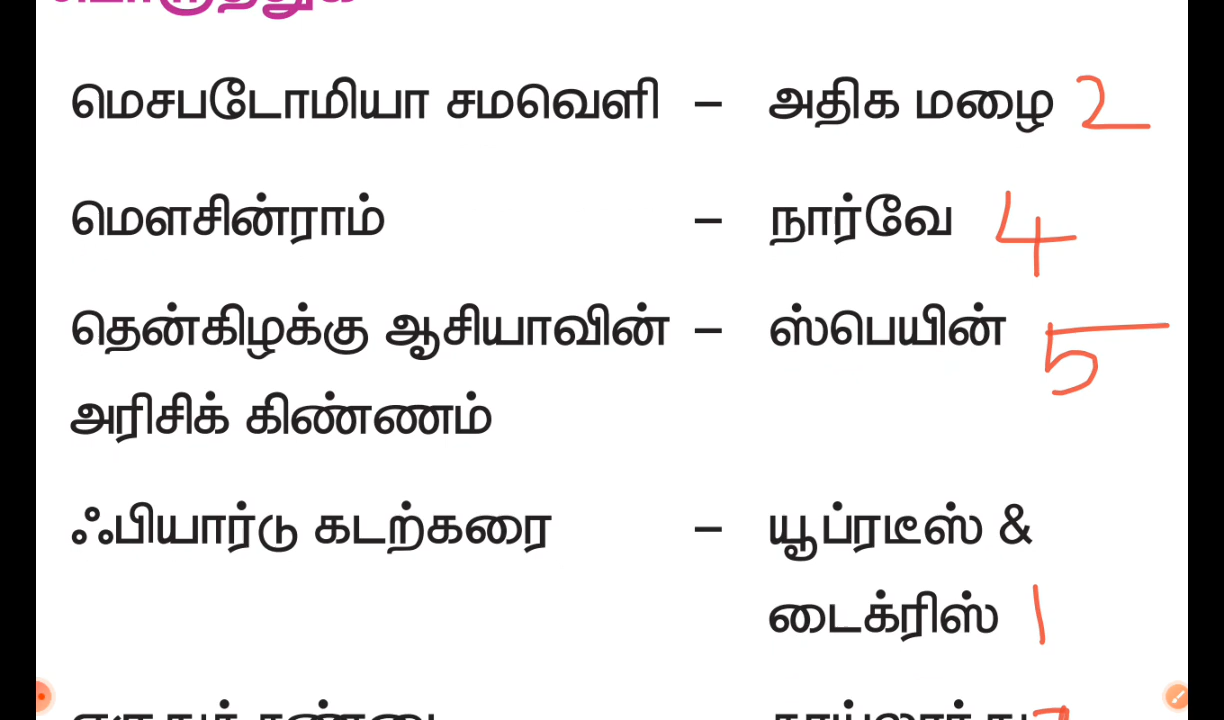 மெசபடோமியா சமவெளி – அதிக மழை 2
மௌசின்ராம் – நார்வே 4
தென்கிழக்கு ஆசியாவின் – ஸ்பெயின் 5
அரிசிக் கிண்ணம்
ஃபியார்டு கடற்கரை – யூப்ரடீஸ் &
டைக்ரிஸ் 1